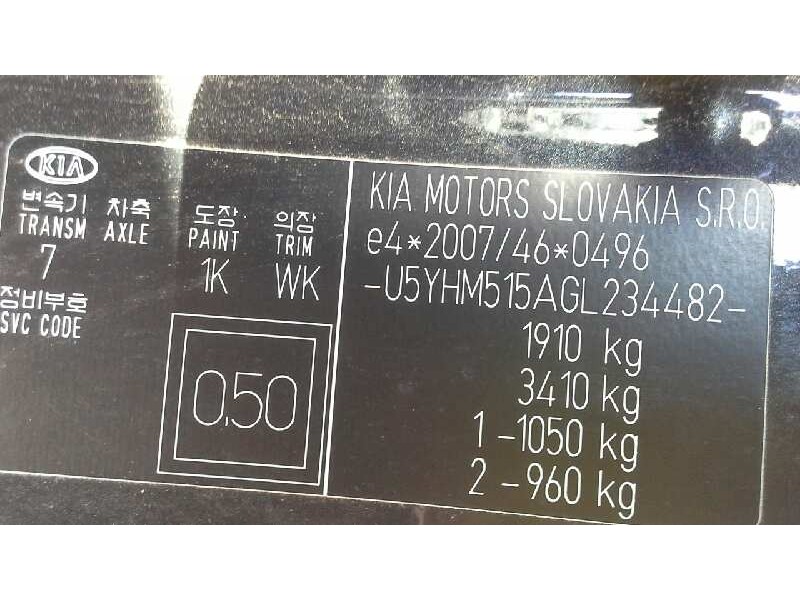 KIA
변속기 차축 도장 의장
TRANSM AXLE PAINT TRIM
7 1K WK
정비부호
SVC CODE
0,50
KIA MOTORS SLOVAKIA S.R.O.
e4*2007/46*0496
-U5YHM515AGL234482-
1910 kg
3410 kg
1 -1050 kg
2 -960 kg